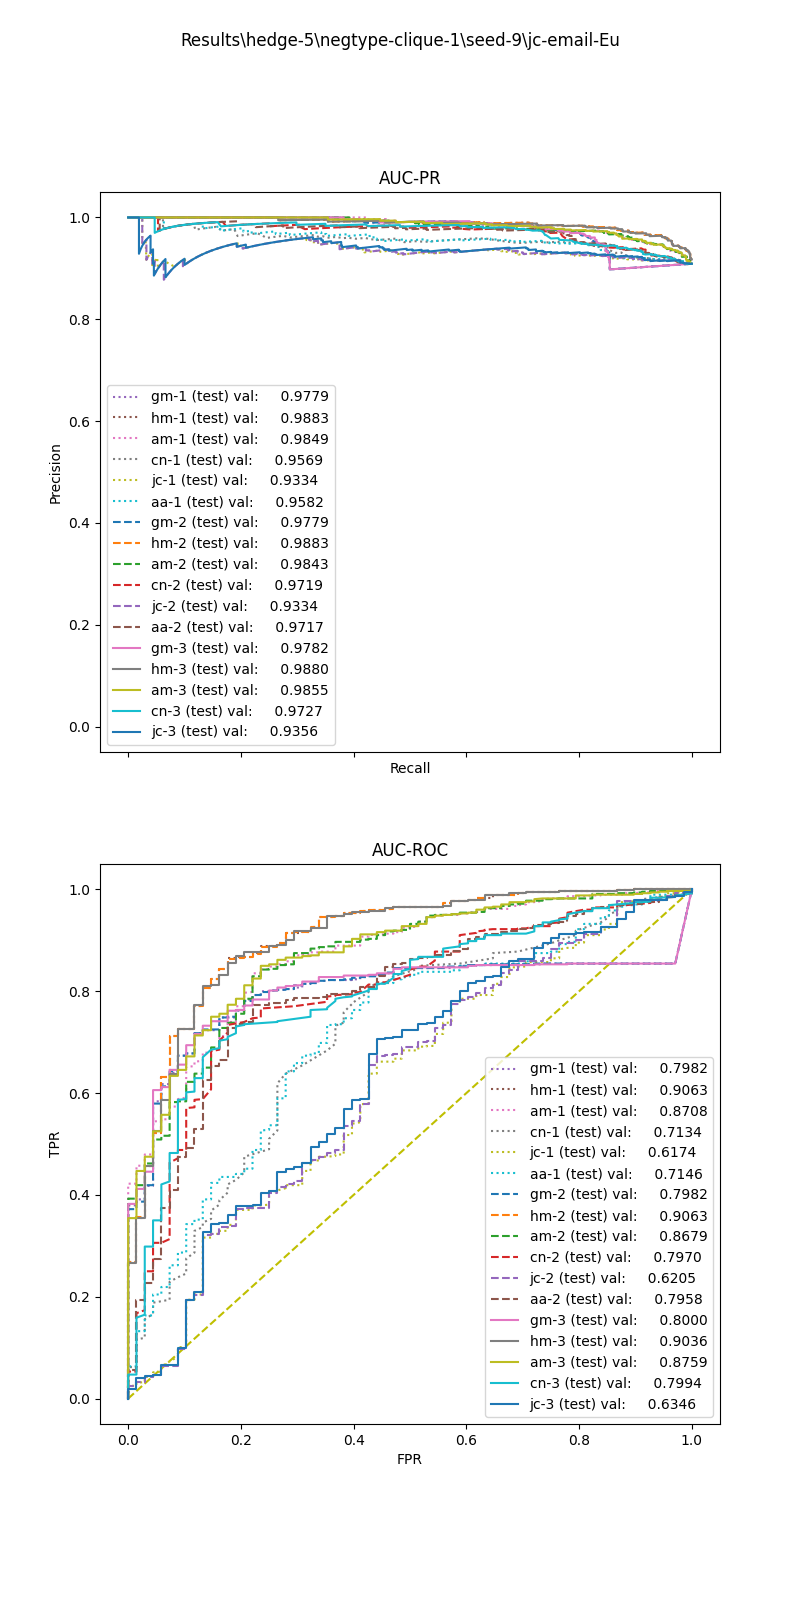 Results\hedge-5\negtype-clique-1\seed-9\jc-email-Eu
AUC-PR
1.0
0.8
0.6
0.4
0.2
0.0
Precision
gm-1 (test) val: 0.9779
hm-1 (test) val: 0.9883
am-1 (test) val: 0.9849
cn-1 (test) val: 0.9569
jc-1 (test) val: 0.9334
aa-1 (test) val: 0.9582
gm-2 (test) val: 0.9779
hm-2 (test) val: 0.9883
am-2 (test) val: 0.9843
cn-2 (test) val: 0.9719
jc-2 (test) val: 0.9334
aa-2 (test) val: 0.9717
gm-3 (test) val: 0.9782
hm-3 (test) val: 0.9880
am-3 (test) val: 0.9855
cn-3 (test) val: 0.9727
jc-3 (test) val: 0.9356
Recall
AUC-ROC
1.0
0.8
0.6
0.4
0.2
0.0
TPR
gm-1 (test) val: 0.7982
hm-1 (test) val: 0.9063
am-1 (test) val: 0.8708
cn-1 (test) val: 0.7134
jc-1 (test) val: 0.6174
aa-1 (test) val: 0.7146
gm-2 (test) val: 0.7982
hm-2 (test) val: 0.9063
am-2 (test) val: 0.8679
cn-2 (test) val: 0.7970
jc-2 (test) val: 0.6205
aa-2 (test) val: 0.7958
gm-3 (test) val: 0.8000
hm-3 (test) val: 0.9036
am-3 (test) val: 0.8759
cn-3 (test) val: 0.7994
jc-3 (test) val: 0.6346
0.0 0.2 0.4 0.6 0.8 1.0
FPR